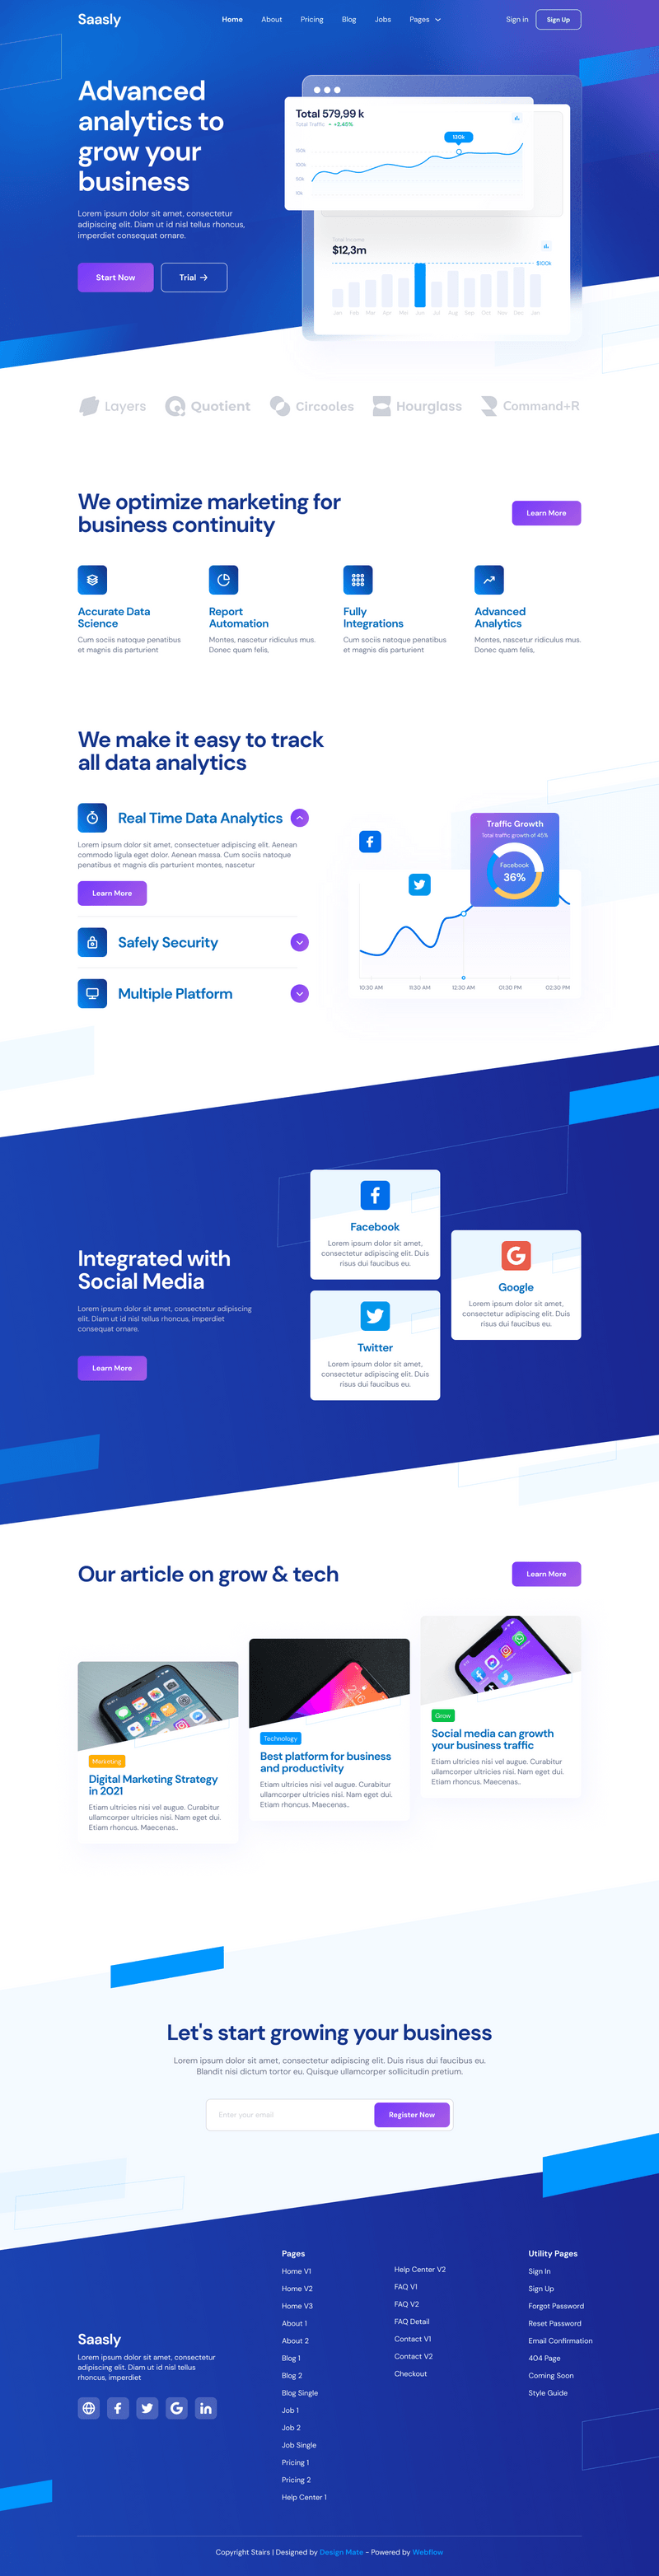 Saasly
Home
About
Pricing
Blog
Jobs
Pages
Sign in
Sign Up
Advanced
analytics to
grow your
business
Lorem ipsum dolor sit amet, consectetur
adipiscing elit. Diam ut id nisl tellus rhoncus,
imperdiet consequat ornare.
Start Now
Trial
Total 579,99 k
Total Traffic
+3,45%
130k
150k
100k
50k
10k
Total Income
$12,3m
$100k
Jan Feb Mar Apr Mei Jun Jul Aug Sep Oct Nov Dec Jan
Layers
Quotient
Circooles
Hourglass
Command+R
We optimize marketing for
business continuity
Learn More
Accurate Data
Science
Cum sociis natoque penatibus
et magnis dis parturient
Report
Automation
Montes, nascetur ridiculus mus.
Donec quam felis,
Fully
Integrations
Cum sociis natoque penatibus
et magnis dis parturient
Advanced
Analytics
Montes, nascetur ridiculus mus.
Donec quam felis,
We make it easy to track
all data analytics
Real Time Data Analytics
Lorem ipsum dolor sit amet, consectetuer adipiscing elit. Aenean
commodo ligula eget dolor. Aenean massa. Cum sociis natoque
penatibus et magnis dis parturient montes, nascetur
Learn More
Safely Security
Multiple Platform
Traffic Growth
Total traffic growth of 45%
Facebook
36%
10:30 AM
11:30 AM
12:30 AM
01:30 PM
02:30 PM
Integrated with
Social Media
Lorem ipsum dolor sit amet, consectetur adipiscing
elit. Diam ut id nisl tellus rhoncus, imperdiet
consequat ornare.
Learn More
Facebook
Lorem ipsum dolor sit amet,
consectetur adipiscing elit. Duis
risus dui faucibus eu.
Twitter
Lorem ipsum dolor sit amet,
consectetur adipiscing elit. Duis
risus dui faucibus eu.
Google
Lorem ipsum dolor sit amet,
consectetur adipiscing elit. Duis
risus dui faucibus eu.
Our article on grow & tech
Learn More
Marketing
Digital Marketing Strategy
in 2021
Etiam ultricies nisi vel augue. Curabitur
ullamcorper ultricies nisi. Nam eget dui.
Etiam rhoncus. Maecenas..
Technology
Best platform for business
and productivity
Etiam ultricies nisi vel augue. Curabitur
ullamcorper ultricies nisi. Nam eget dui.
Etiam rhoncus. Maecenas..
Grow
Social media can growth
your business traffic
Etiam ultricies nisi vel augue. Curabitur
ullamcorper ultricies nisi. Nam eget dui.
Etiam rhoncus. Maecenas..
Let's start growing your business
Lorem ipsum dolor sit amet, consectetur adipiscing elit. Duis risus dui faucibus eu.
Blandit nisi dictum tortor eu. Quisque ullamcorper sollicitudin pretium.
Enter your email
Register Now
Saasly
Lorem ipsum dolor sit amet, consectetur
adipiscing elit. Diam ut id nisl tellus
rhoncus, imperdiet
Pages
Home V1
Home V2
Home V3
About 1
About 2
Blog 1
Blog 2
Blog Single
Job 1
Job 2
Job Single
Pricing 1
Pricing 2
Help Center 1
Help Center V2
FAQ V1
FAQ V2
FAQ Detail
Contact V1
Contact V2
Checkout
Utility Pages
Sign In
Sign Up
Forgot Password
Reset Password
Email Confirmation
404 Page
Coming Soon
Style Guide
Copyright Stairs | Designed by Design Mate - Powered by Webflow